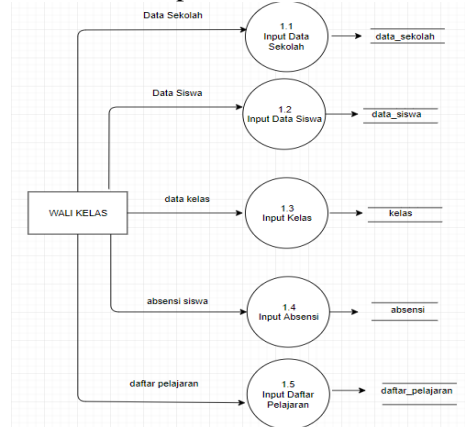 Data Sekolah
1.1
Input Data
Sekolah
data_sekolah
Data Siswa
1.2
Input Data Siswa
data_siswa
WALI KELAS
data kelas
1.3
Input Kelas
kelas
absensi siswa
1.4
Input Absensi
absensi
daftar pelajaran
1.5
Input Daftar
Pelajaran
daftar_pelajaran